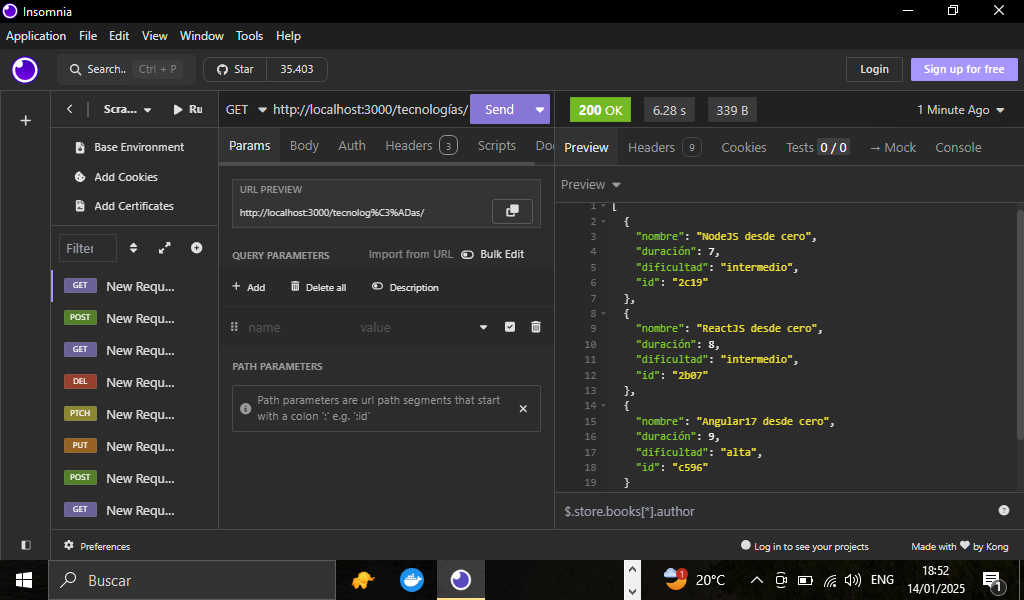 Insomnia
Application File Edit View Window Tools Help
Search.. Ctrl + P
Star 35.403
Login Sign up for free
Scra... Ru
Base Environment
Add Cookies
Add Certificates
Filter
GET New Requ...
POST New Requ...
GET New Requ...
DEL New Requ...
PTCH New Requ...
PUT New Requ...
POST New Requ...
GET New Requ...
Preferences
GET http://localhost:3000/tecnologías/ Send
Params Body Auth Headers 3 Scripts Doc
URL PREVIEW
http://localhost:3000/tecnolog%C3%ADas/
QUERY PARAMETERS Import from URL Bulk Edit
+ Add Delete all Description
name value
PATH PARAMETERS
Path parameters are url path segments that start
with a colon ':' e.g. ':id'
200 OK 6.28 s 339 B 1 Minute Ago
Preview Headers 9 Cookies Tests 0 / 0 → Mock Console
Preview
1 [
2 {
3 "nombre": "NodeJS desde cero",
4 "duración": 7,
5 "dificultad": "intermedio",
6 "id": "2c19"
7 },
8 {
9 "nombre": "ReactJS desde cero",
10 "duración": 8,
11 "dificultad": "intermedio",
12 "id": "2b07"
13 },
14 {
15 "nombre": "Angular17 desde cero",
16 "duración": 9,
17 "dificultad": "alta",
18 "id": "c596"
19 }
$.store.books[*].author
Log in to see your projects Made with ❤ by Kong
Buscar
1 20°C ENG
18:52
14/01/2025
1